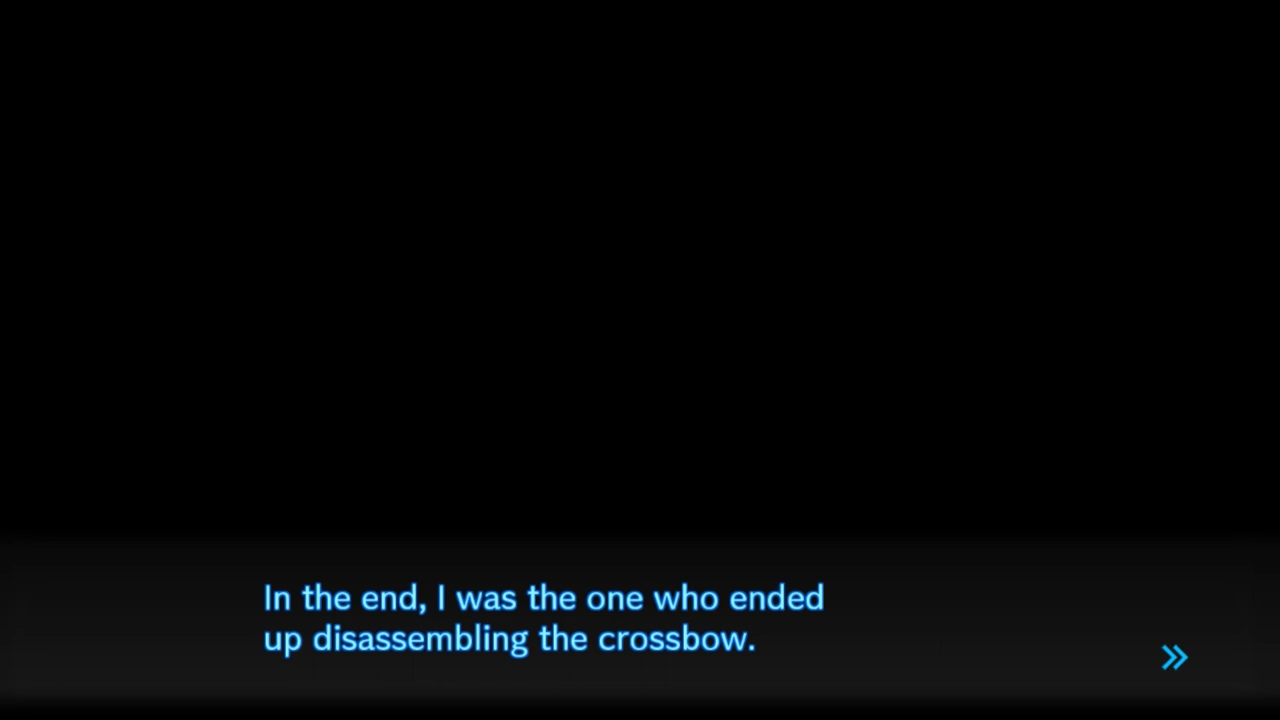 In the end, I was the one who ended
up disassembling the crossbow.